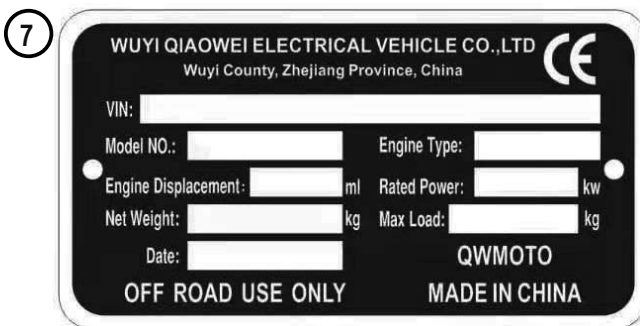 7
WUYI QIAOWEI ELECTRICAL VEHICLE CO.,LTD CE
Wuyi County, Zhejiang Province, China
VIN:
Model NO.: Engine Type:
Engine Displacement: ml Rated Power: kw
Net Weight: kg Max Load: kg
Date: QWMOTO
OFF ROAD USE ONLY MADE IN CHINA